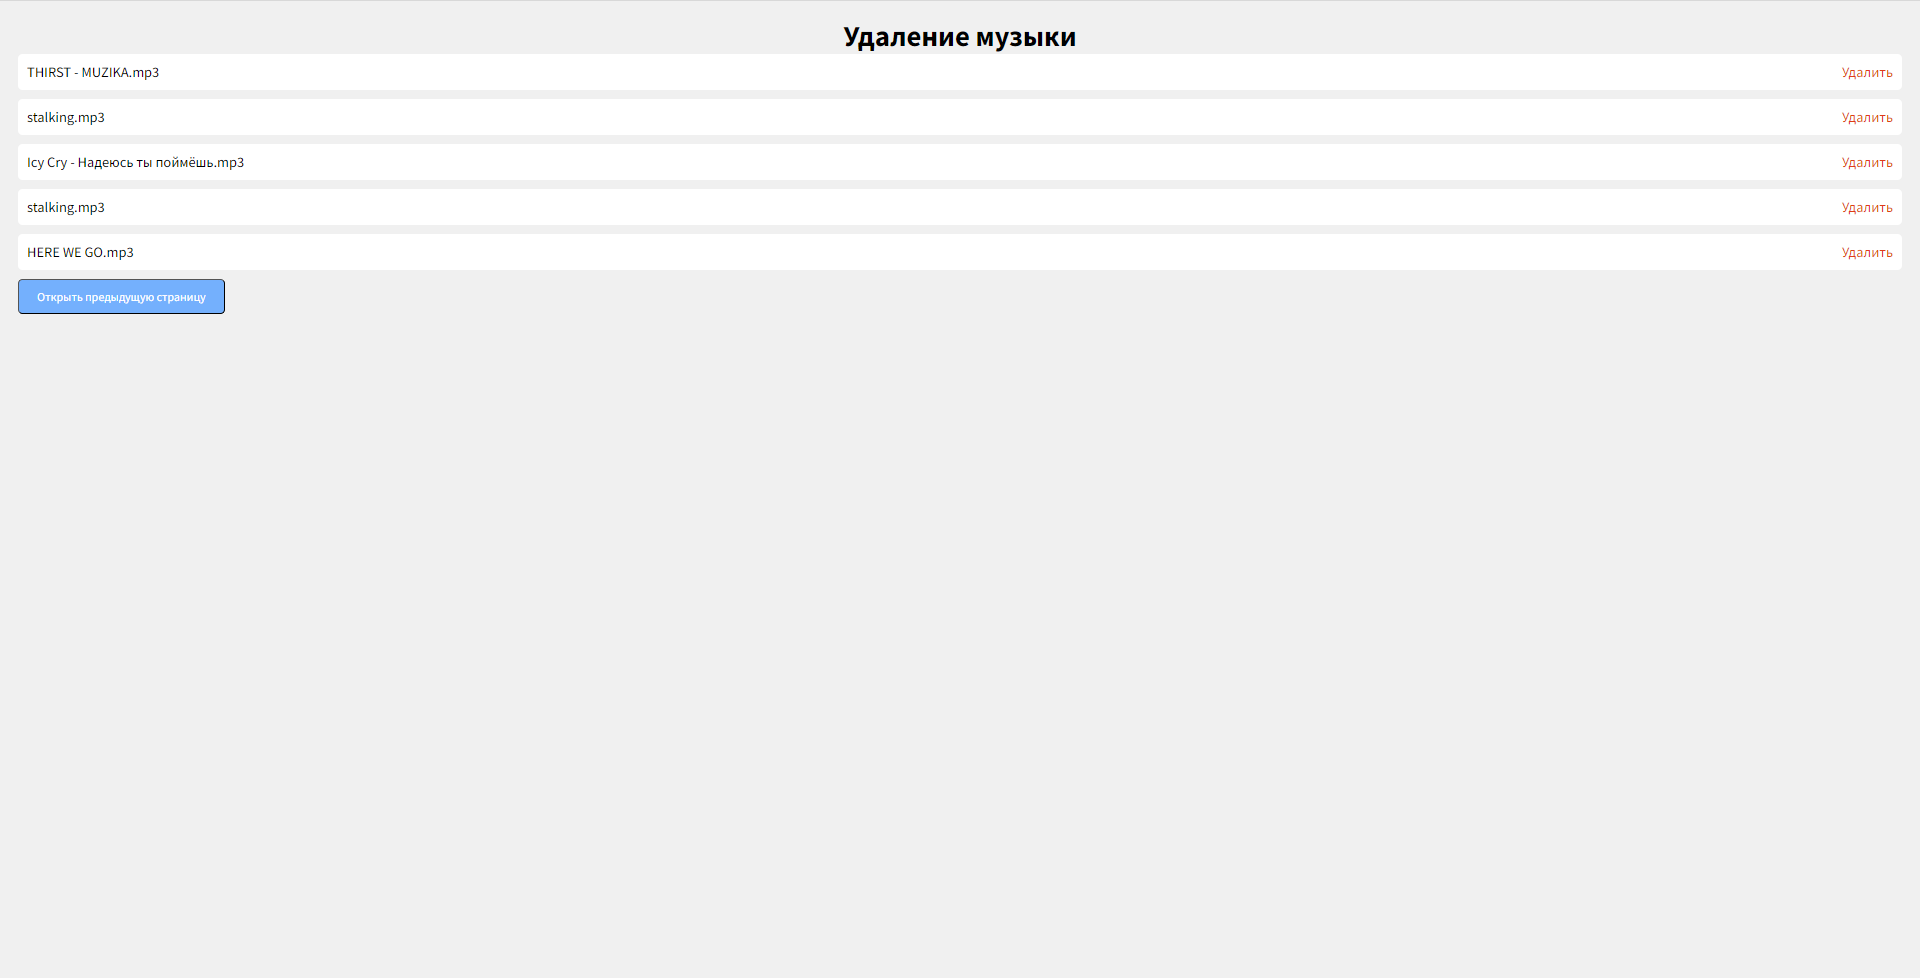 Удаление музыки
THIRST - MUZIKA.mp3 Удалить
stalking.mp3 Удалить
Icy Cry - Надеюсь ты поймёшь.mp3 Удалить
stalking.mp3 Удалить
HERE WE GO.mp3 Удалить
Открыть предыдущую страницу